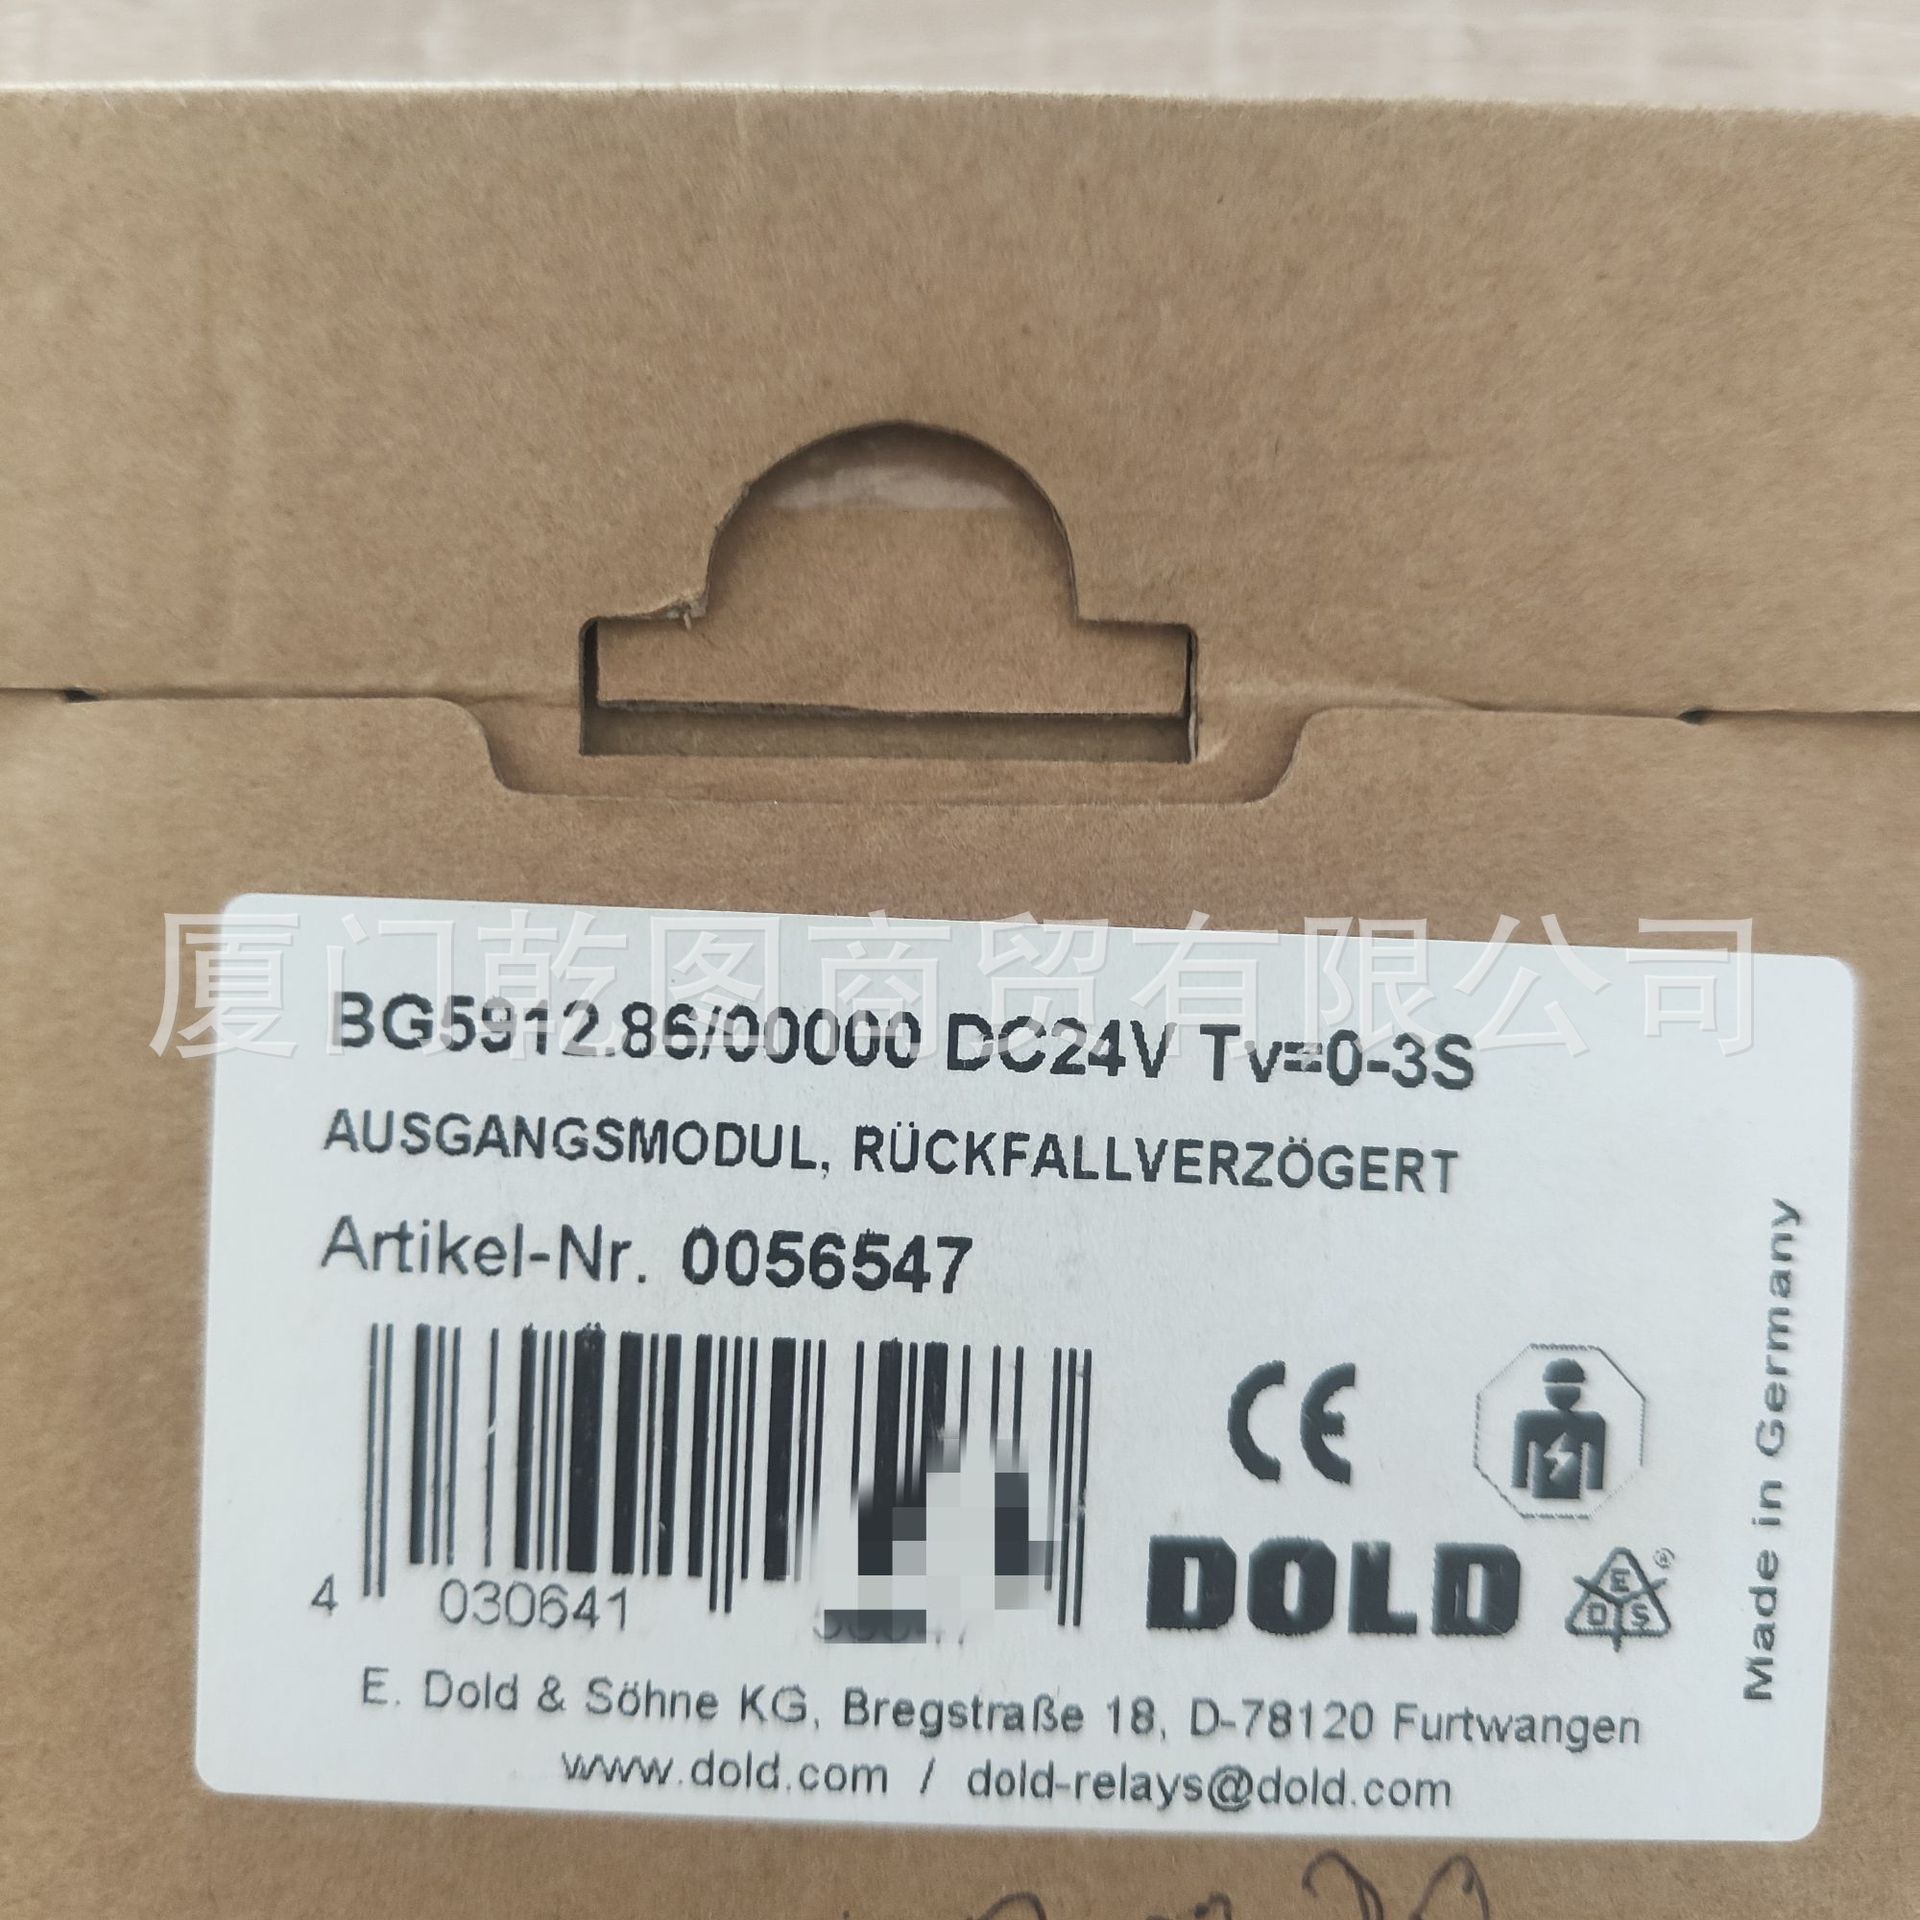 厦门乾图商贸有限公司
BG5912.86/00000 DC24V Tv=0-3S
AUSGANGSMODUL, RÜCKFALLVERZÖGERT
Artikel-Nr. 0056547
4 030641
CE
DOLD
E D S ®
E. Dold & Söhne KG, Bregstraße 18, D-78120 Furtwangen
www.dold.com / dold-relays@dold.com
Made in Germany